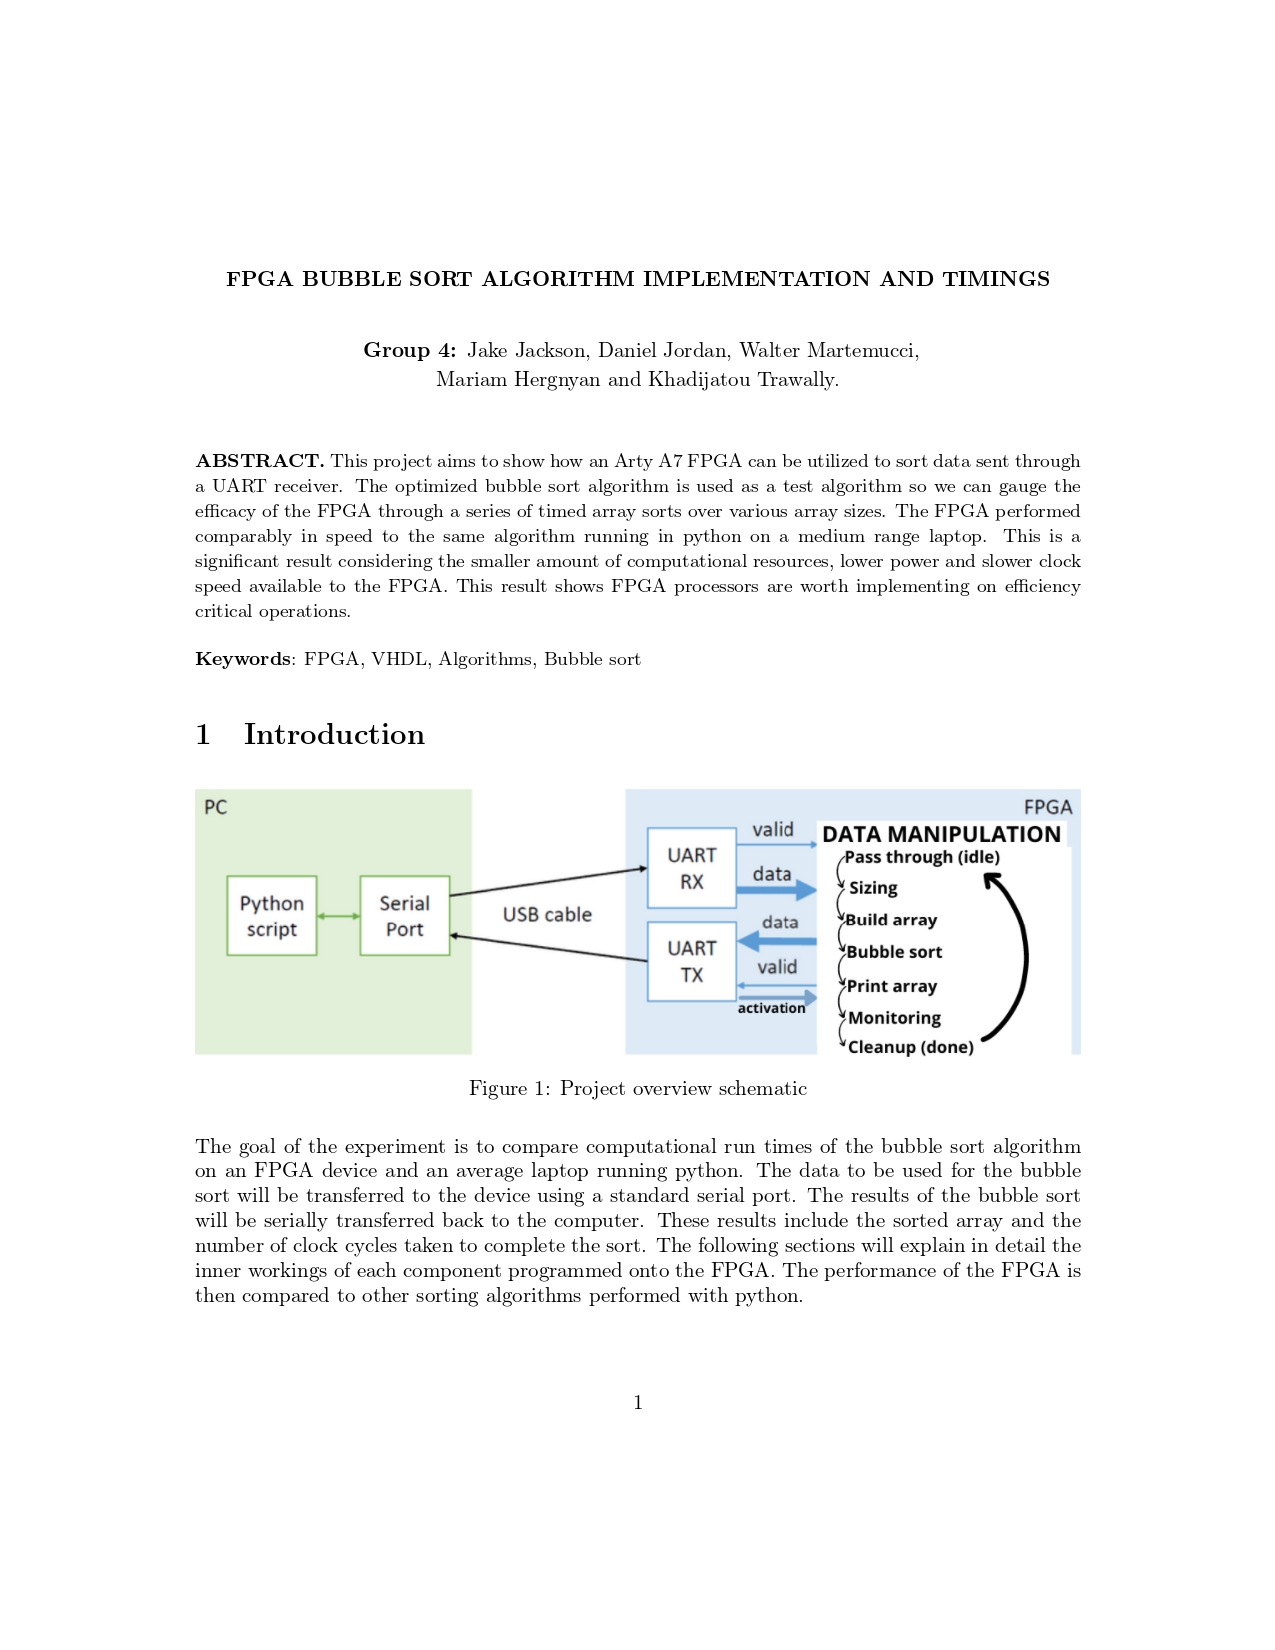 FPGA BUBBLE SORT ALGORITHM IMPLEMENTATION AND TIMINGS
Group 4: Jake Jackson, Daniel Jordan, Walter Martemucci,
Mariam Hergnyan and Khadijatou Trawally.
ABSTRACT. This project aims to show how an Arty A7 FPGA can be utilized to sort data sent through
a UART receiver. The optimized bubble sort algorithm is used as a test algorithm so we can gauge the
efficacy of the FPGA through a series of timed array sorts over various array sizes. The FPGA performed
comparably in speed to the same algorithm running in python on a medium range laptop. This is a
significant result considering the smaller amount of computational resources, lower power and slower clock
speed available to the FPGA. This result shows FPGA processors are worth implementing on efficiency
critical operations.
Keywords: FPGA, VHDL, Algorithms, Bubble sort
1 Introduction
PC
Python
script
Serial
Port
USB cable
FPGA
UART
RX
UART
TX
valid
data
data
valid
activation
DATA MANIPULATION
Pass through (idle)
Sizing
Build array
Bubble sort
Print array
Monitoring
Cleanup (done)
Figure 1: Project overview schematic
The goal of the experiment is to compare computational run times of the bubble sort algorithm
on an FPGA device and an average laptop running python. The data to be used for the bubble
sort will be transferred to the device using a standard serial port. The results of the bubble sort
will be serially transferred back to the computer. These results include the sorted array and the
number of clock cycles taken to complete the sort. The following sections will explain in detail the
inner workings of each component programmed onto the FPGA. The performance of the FPGA is
then compared to other sorting algorithms performed with python.
1